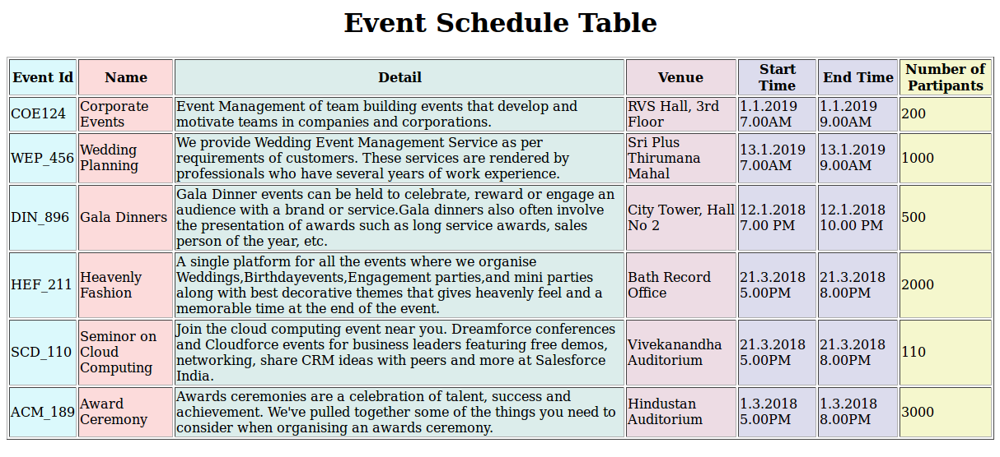 Event Schedule Table
Event Id Name Detail Venue Start Time End Time Number of Partipants
COE124 Corporate Events Event Management of team building events that develop and motivate teams in companies and corporations. RVS Hall, 3rd Floor 1.1.2019 7.00AM 1.1.2019 9.00AM 200
WEP_456 Wedding Planning We provide Wedding Event Management Service as per requirements of customers. These services are rendered by professionals who have several years of work experience. Sri Plus Thirumana Mahal 13.1.2019 7.00AM 13.1.2019 9.00AM 1000
DIN_896 Gala Dinners Gala Dinner events can be held to celebrate, reward or engage an audience with a brand or service.Gala dinners also often involve the presentation of awards such as long service awards, sales person of the year, etc. City Tower, Hall No 2 12.1.2018 7.00 PM 12.1.2018 10.00 PM 500
HEF_211 Heavenly Fashion A single platform for all the events where we organise Weddings,Birthdayevents,Engagement parties,and mini parties along with best decorative themes that gives heavenly feel and a memorable time at the end of the event. Bath Record Office 21.3.2018 5.00PM 21.3.2018 8.00PM 2000
SCD_110 Seminor on Cloud Computing Join the cloud computing event near you. Dreamforce conferences and Cloudforce events for business leaders featuring free demos, networking, share CRM ideas with peers and more at Salesforce India. Vivekanandha Auditorium 21.3.2018 5.00PM 21.3.2018 8.00PM 110
ACM_189 Award Ceremony Awards ceremonies are a celebration of talent, success and achievement. We've pulled together some of the things you need to consider when organising an awards ceremony. Hindustan Auditorium 1.3.2018 5.00PM 1.3.2018 8.00PM 3000